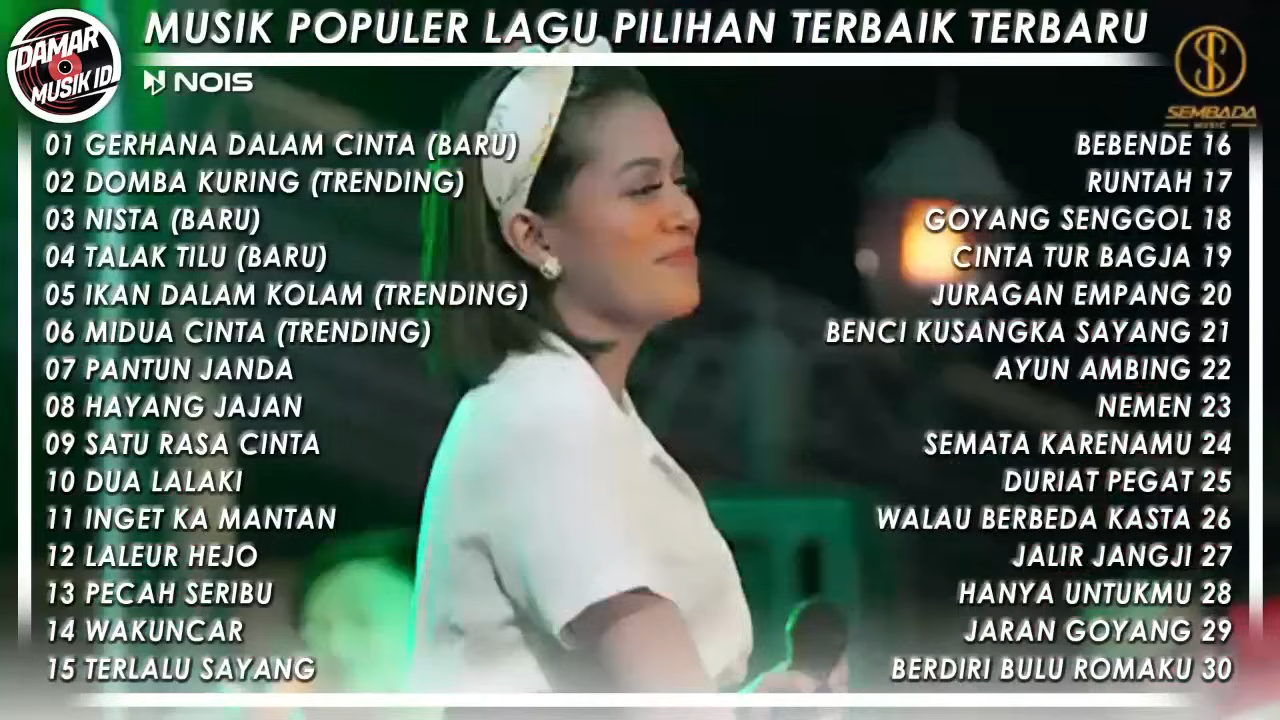 DAMAR
MUSIK ID
MUSIK POPULER LAGU PILIHAN TERBAIK TERBARU
NOIS
SEMBADA
MUSIC
01 GERHANA DALAM CINTA (BARU)
02 DOMBA KURING (TRENDING)
03 NISTA (BARU)
04 TALAK TILU (BARU)
05 IKAN DALAM KOLAM (TRENDING)
06 MIDUA CINTA (TRENDING)
07 PANTUN JANDA
08 HAYANG JAJAN
09 SATU RASA CINTA
10 DUA LALAKI
11 INGET KA MANTAN
12 LALEUR HEJO
13 PECAH SERIBU
14 WAKUNCAR
15 TERLALU SAYANG
BEBENDE 16
RUNTAH 17
GOYANG SENGGOL 18
CINTA TUR BAGJA 19
JURAGAN EMPANG 20
BENCI KUSANGKA SAYANG 21
AYUN AMBING 22
NEMEN 23
SEMATA KARENAMU 24
DURIAT PEGAT 25
WALAU BERBEDA KASTA 26
JALIR JANGJI 27
HANYA UNTUKMU 28
JARAN GOYANG 29
BERDIRI BULU ROMAKU 30